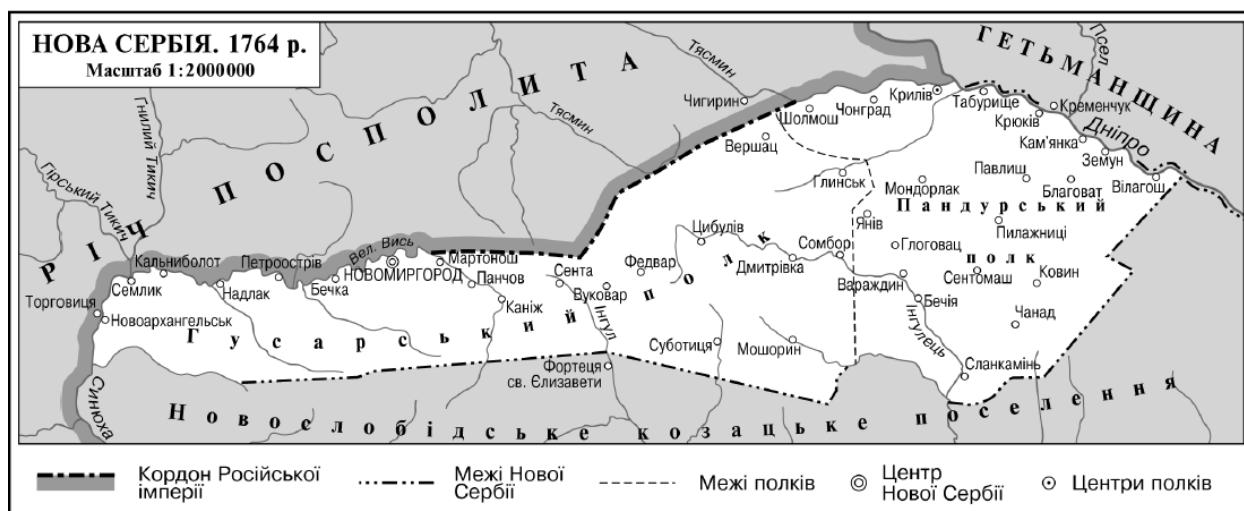 НОВА СЕРБІЯ. 1764 р.
Масштаб 1:2000000
РІЧ ПОСПОЛИТА
ГЕТЬМАНЩИНА
Псел
Тясмин
Чигирин
Крилів
Табурище
Кременчук
Чонград
Шолмош
Крюків
Дніпро
Гнилий Тикич
Тясмин
Вершац
Кам'янка
Земун
Гірський Тикич
Глинськ
Мондорлак
Павлиш
Благоват
Вілагош
Пандурський
полк
Янів
Пилажниці
Цибулів
Сомбор
Глоговац
Вел. Вись
Кальниболот
Петроострів
Мартонош
Сента
Федвар
Дмитрівка
НОВОМИРГОРОД
Панчов
Вараждин
Сентомаш
Ковин
Семлик
Надлак
Бечка
Вуковар
Бечія
Торговиця
Новоархангельськ
Каніж
Інгул
Інгулець
Чанад
Гусарський полк
Суботиця
Мошорин
Фортеця
св. Єлизавети
Сланкамінь
Синюха
Новослобідське козацьке поселення
Кордон Російської
імперії
Межі Нової
Сербії
Межі полків
Центр
Нової Сербії
Центри полків